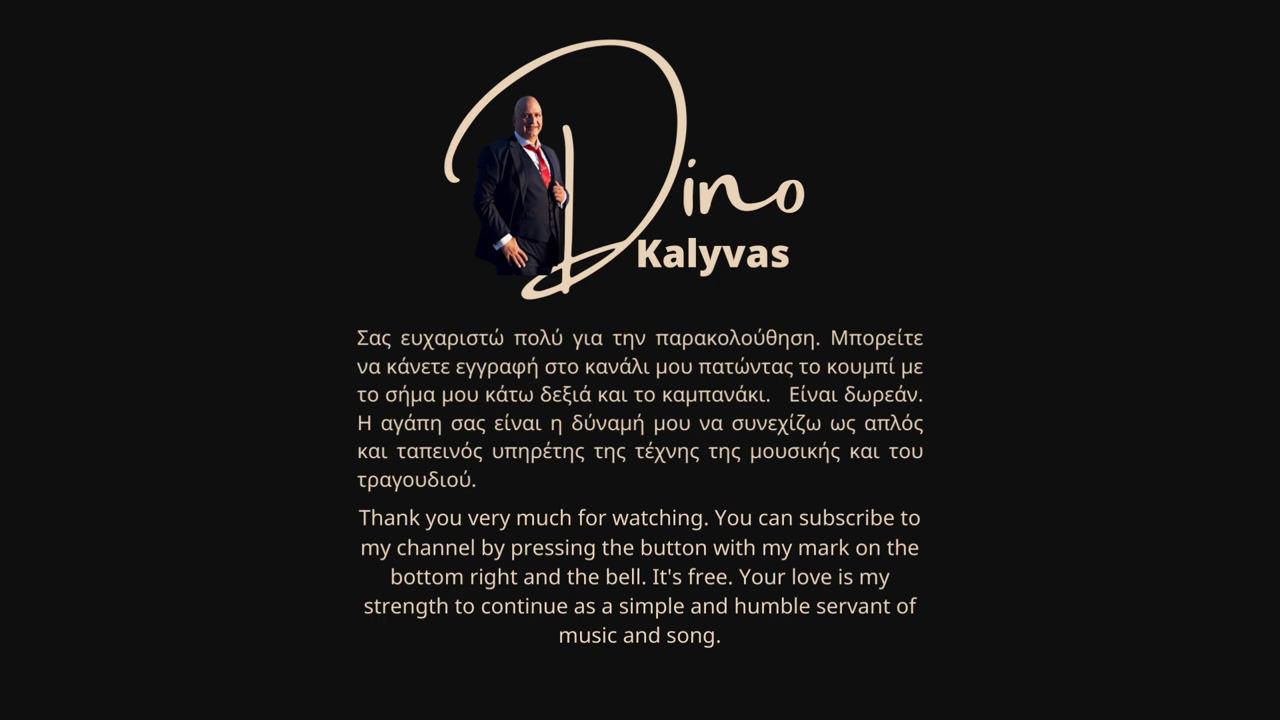 Dino
Kalyvas
Σας ευχαριστώ πολύ για την παρακολούθηση. Μπορείτε
να κάνετε εγγραφή στο κανάλι μου πατώντας το κουμπί με
το σήμα μου κάτω δεξιά και το καμπανάκι. Είναι δωρεάν.
Η αγάπη σας είναι η δύναμή μου να συνεχίζω ως απλός
και ταπεινός υπηρέτης της τέχνης της μουσικής και του
τραγουδιού.
Thank you very much for watching. You can subscribe to
my channel by pressing the button with my mark on the
bottom right and the bell. It's free. Your love is my
strength to continue as a simple and humble servant of
music and song.